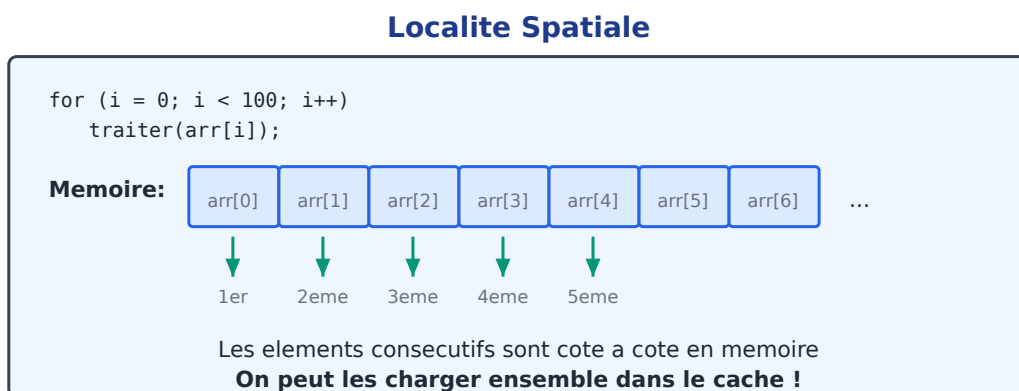 Localite Spatiale
for (i = 0; i < 100; i++)
traiter(arr[i]);
Memoire: arr[0] arr[1] arr[2] arr[3] arr[4] arr[5] arr[6] ...
1er 2eme 3eme 4eme 5eme
Les elements consecutifs sont cote a cote en memoire
On peut les charger ensemble dans le cache !